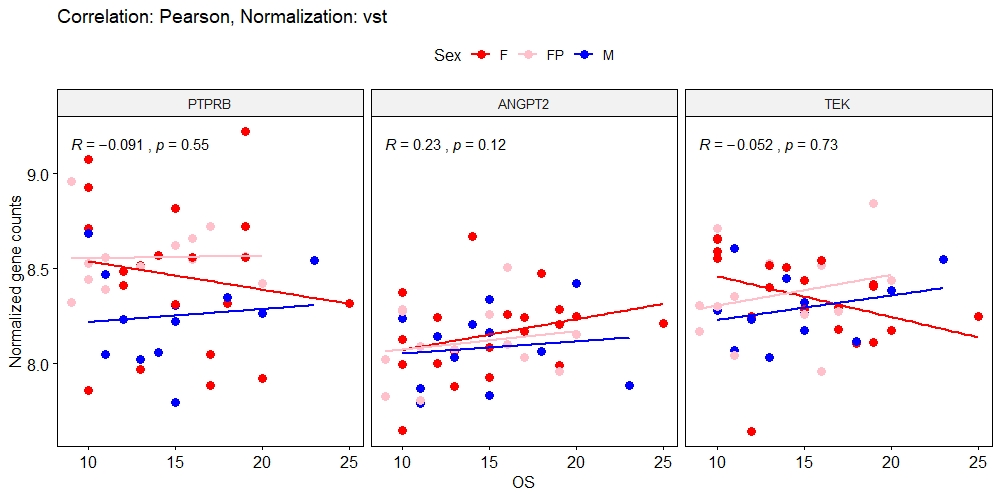 Correlation: Pearson, Normalization: vst
Sex F FP M
PTPRB ANGPT2 TEK
R = −0.091 , p = 0.55 R = 0.23 , p = 0.12 R = −0.052 , p = 0.73
Normalized gene counts
9.0
8.5
8.0
10 15 20 25 10 15 20 25 10 15 20 25
OS